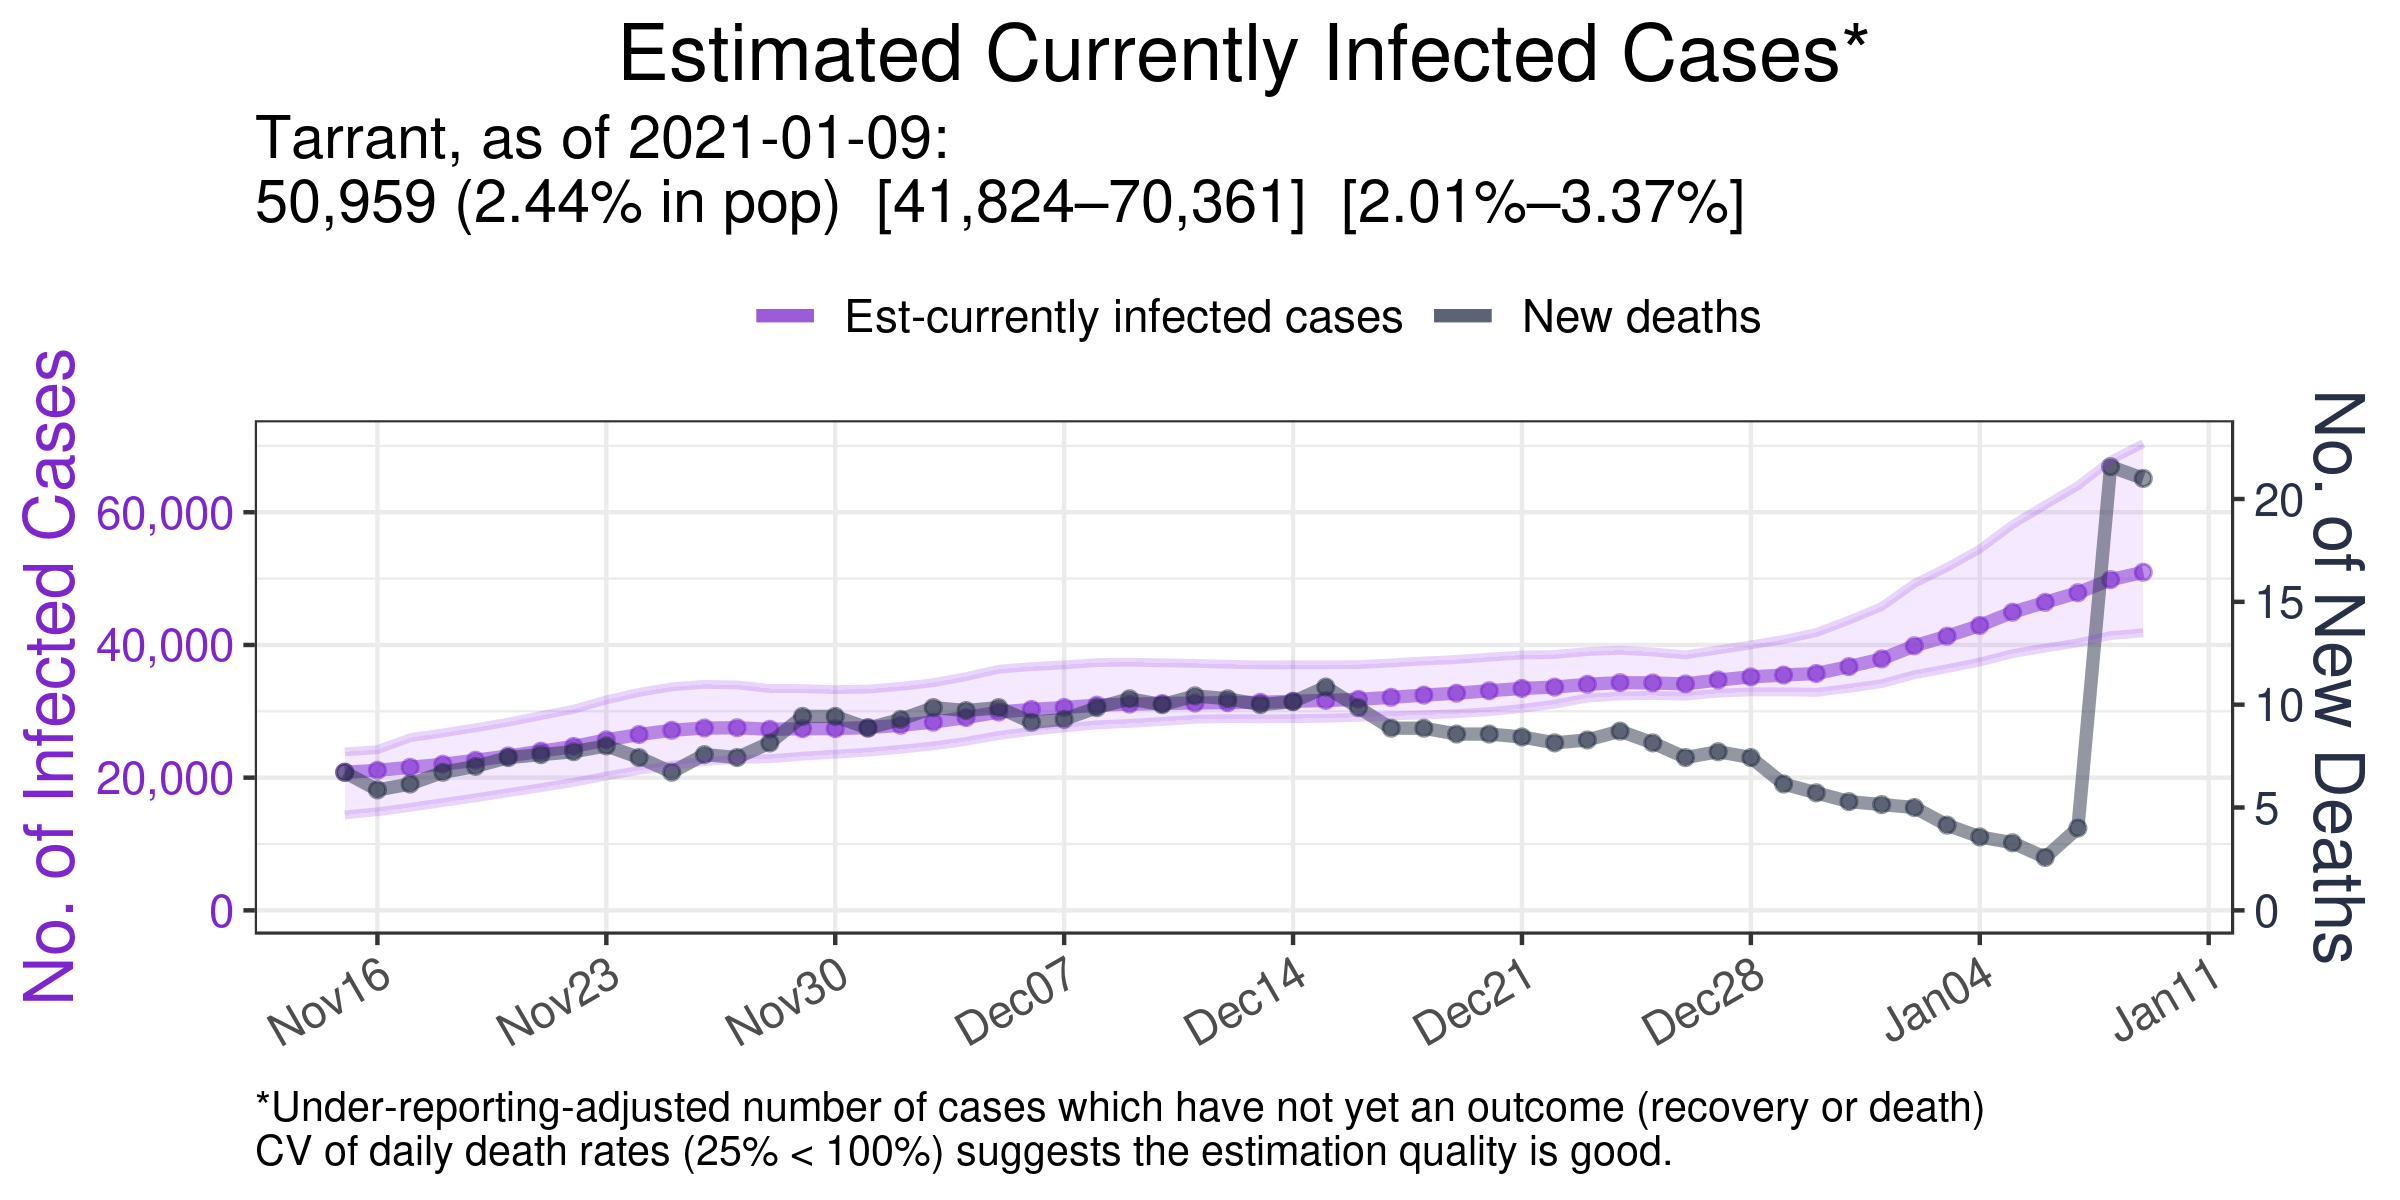 Estimated Currently Infected Cases*
Tarrant, as of 2021-01-09:
50,959 (2.44% in pop)  [41,824–70,361]  [2.01%–3.37%]
Est-currently infected cases
New deaths
No. of Infected Cases
60,000
40,000
20,000
0
No. of New Deaths
20
15
10
5
0
Nov16
Nov23
Nov30
Dec07
Dec14
Dec21
Dec28
Jan04
Jan11
*Under-reporting-adjusted number of cases which have not yet an outcome (recovery or death)
CV of daily death rates (25% < 100%) suggests the estimation quality is good.